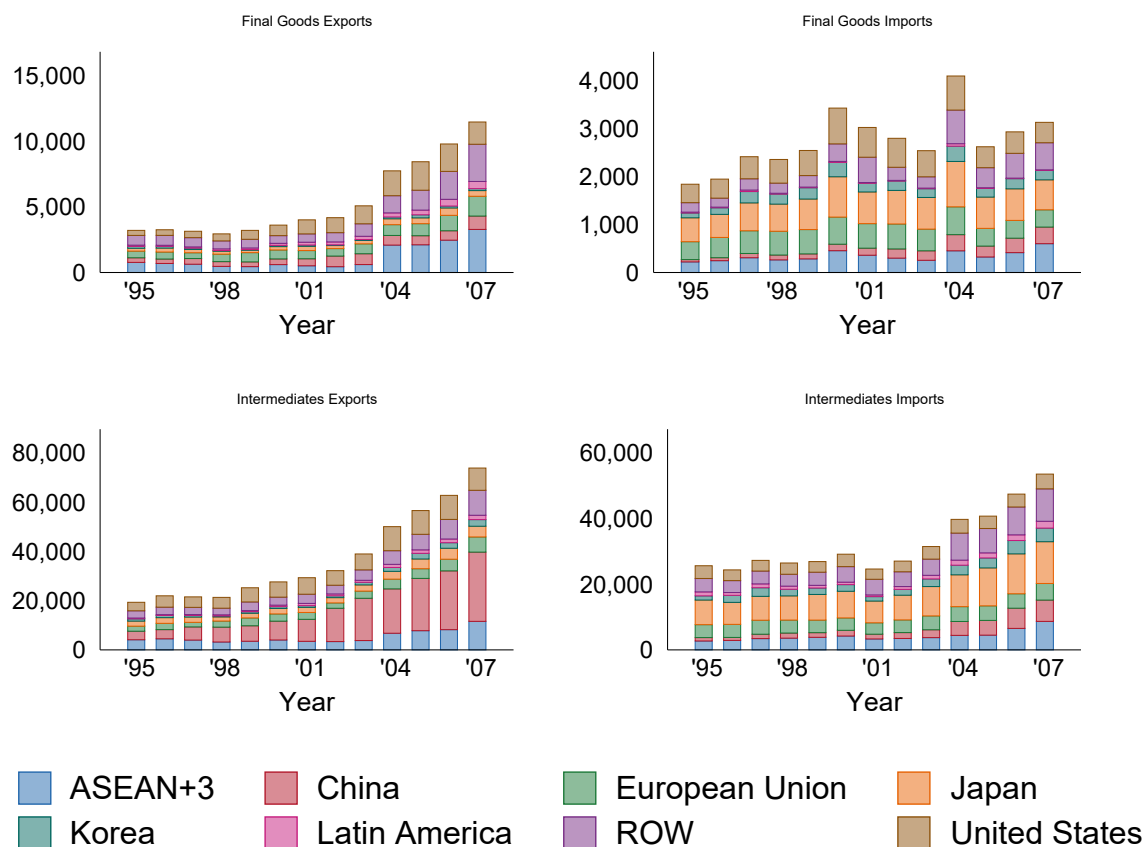 Final Goods Exports
15,000
10,000
5,000
0
'95 '98 '01 '04 '07
Year
Final Goods Imports
4,000
3,000
2,000
1,000
0
'95 '98 '01 '04 '07
Year
Intermediates Exports
80,000
60,000
40,000
20,000
0
'95 '98 '01 '04 '07
Year
Intermediates Imports
60,000
40,000
20,000
0
'95 '98 '01 '04 '07
Year
ASEAN+3 China European Union Japan
Korea Latin America ROW United States